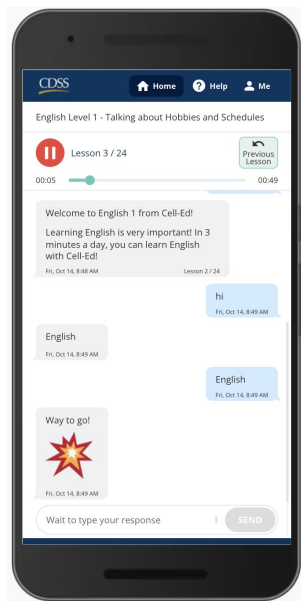 CDSS
Home
Help
Me
English Level 1 - Talking about Hobbies and Schedules
Lesson 3 / 24
Previous
Lesson
00:05
00:49
Welcome to English 1 from Cell-Ed!
Learning English is very important! In 3
minutes a day, you can learn English
with Cell-Ed!
Fri, Oct 14, 8:48 AM Lesson 2 / 24
hi
Fri, Oct 14, 8:49 AM
English
Fri, Oct 14, 8:49 AM
English
Fri, Oct 14, 8:49 AM
Way to go!
Fri, Oct 14, 8:49 AM
Wait to type your response
SEND